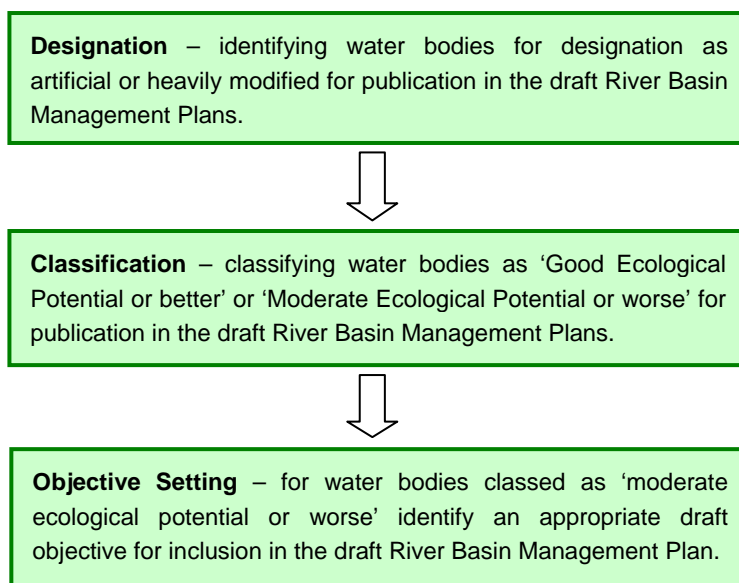 Designation – identifying water bodies for designation as
artificial or heavily modified for publication in the draft River Basin
Management Plans.
Classification – classifying water bodies as ‘Good Ecological
Potential or better’ or ‘Moderate Ecological Potential or worse’ for
publication in the draft River Basin Management Plans.
Objective Setting – for water bodies classed as ‘moderate
ecological potential or worse’ identify an appropriate draft
objective for inclusion in the draft River Basin Management Plan.